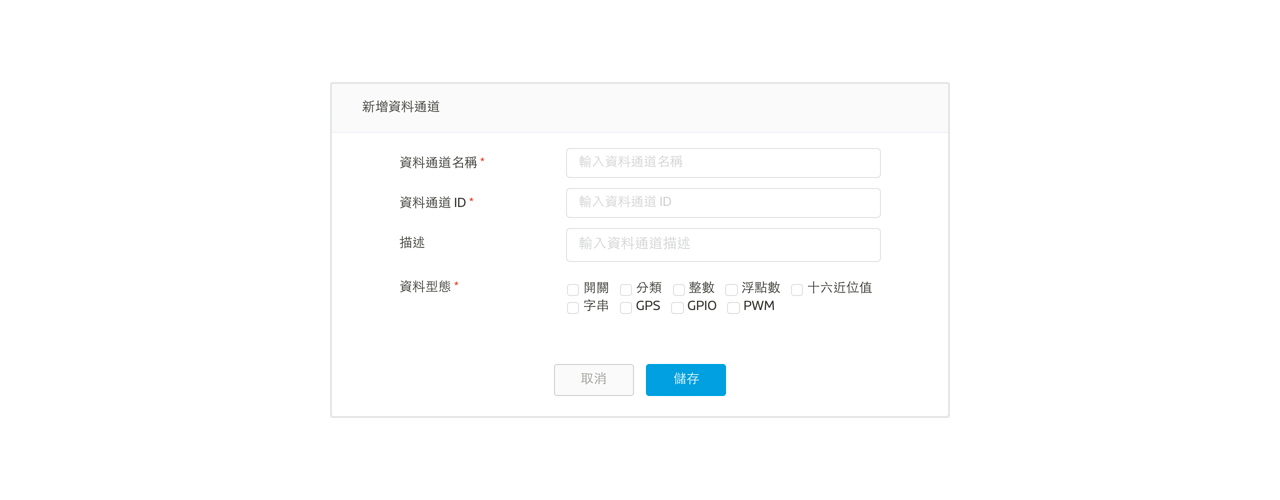 新增資料通道
資料通道名稱 * 輸入資料通道名稱
資料通道 ID * 輸入資料通道 ID
描述 輸入資料通道描述
資料型態 * 開關 分類 整數 浮點數 十六近位值
字串 GPS GPIO PWM
取消 儲存